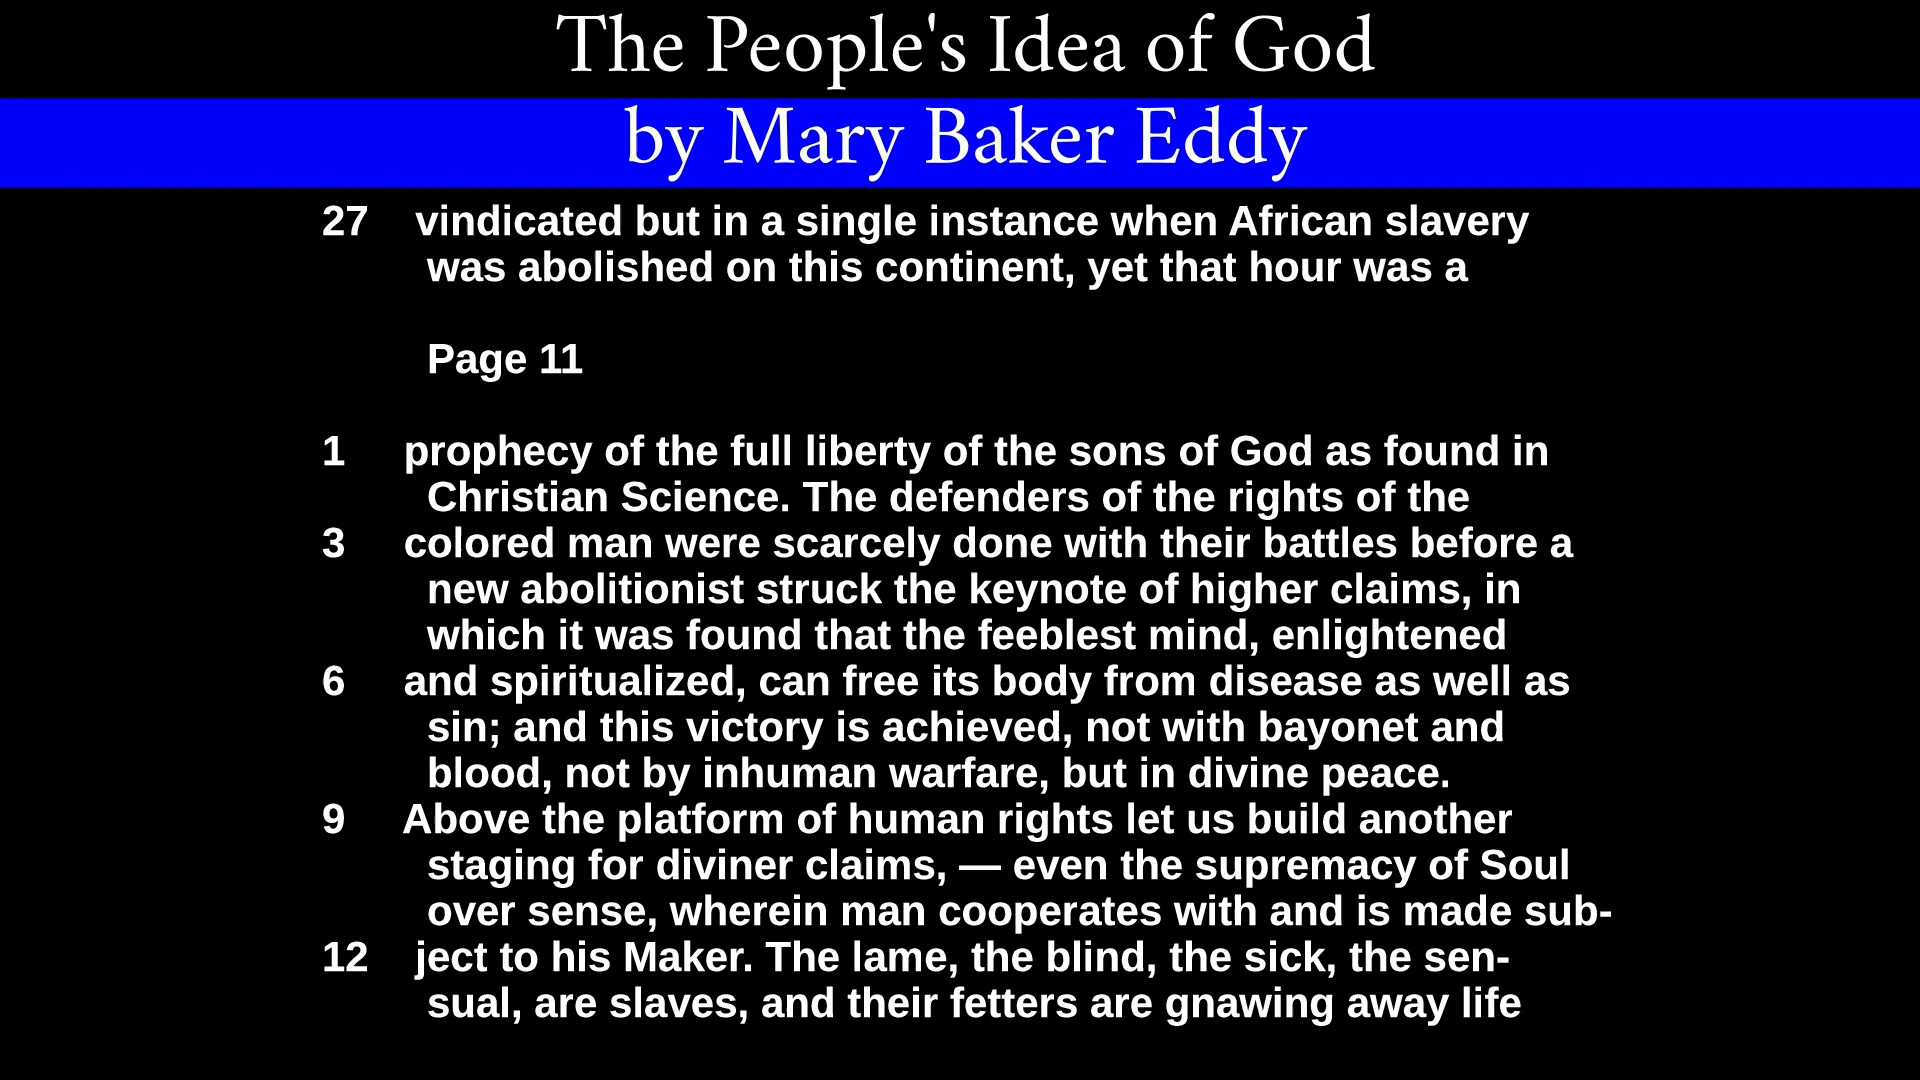 The People's Idea of God
by Mary Baker Eddy
27 vindicated but in a single instance when African slavery
was abolished on this continent, yet that hour was a
Page 11
1 prophecy of the full liberty of the sons of God as found in
Christian Science. The defenders of the rights of the
3 colored man were scarcely done with their battles before a
new abolitionist struck the keynote of higher claims, in
which it was found that the feeblest mind, enlightened
6 and spiritualized, can free its body from disease as well as
sin; and this victory is achieved, not with bayonet and
blood, not by inhuman warfare, but in divine peace.
9 Above the platform of human rights let us build another
staging for diviner claims, — even the supremacy of Soul
over sense, wherein man cooperates with and is made sub-
12 ject to his Maker. The lame, the blind, the sick, the sen-
sual, are slaves, and their fetters are gnawing away life